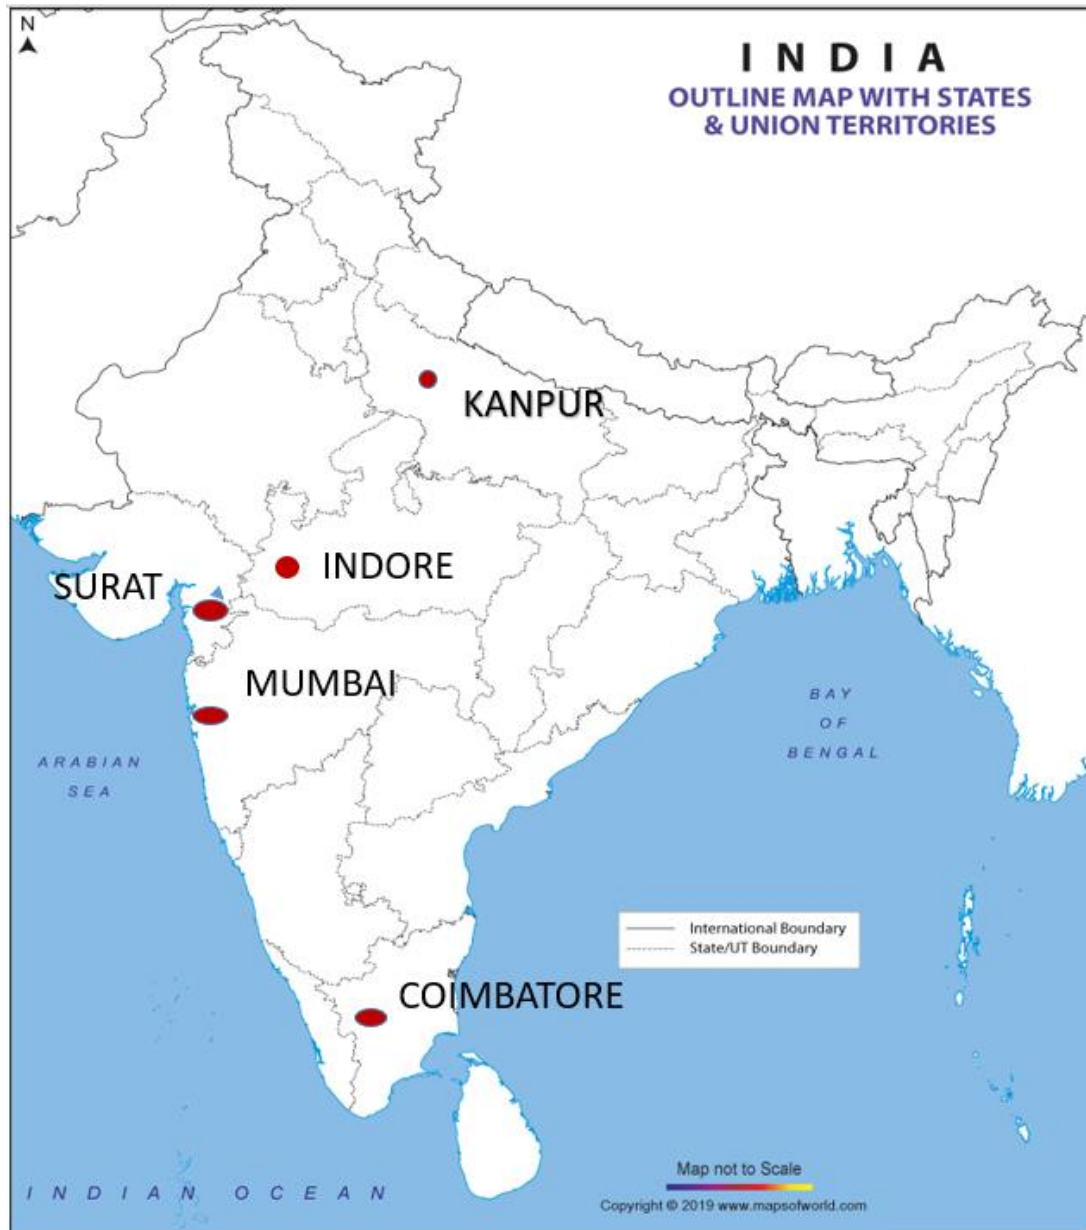 N
I N D I A
OUTLINE MAP WITH STATES
& UNION TERRITORIES
KANPUR
INDORE
SURAT
MUMBAI
BAY
OF
BENGAL
ARABIAN
SEA
International Boundary
State/UT Boundary
COIMBATORE
Map not to Scale
INDIAN OCEAN
Copyright © 2019 www.mapsofworld.com